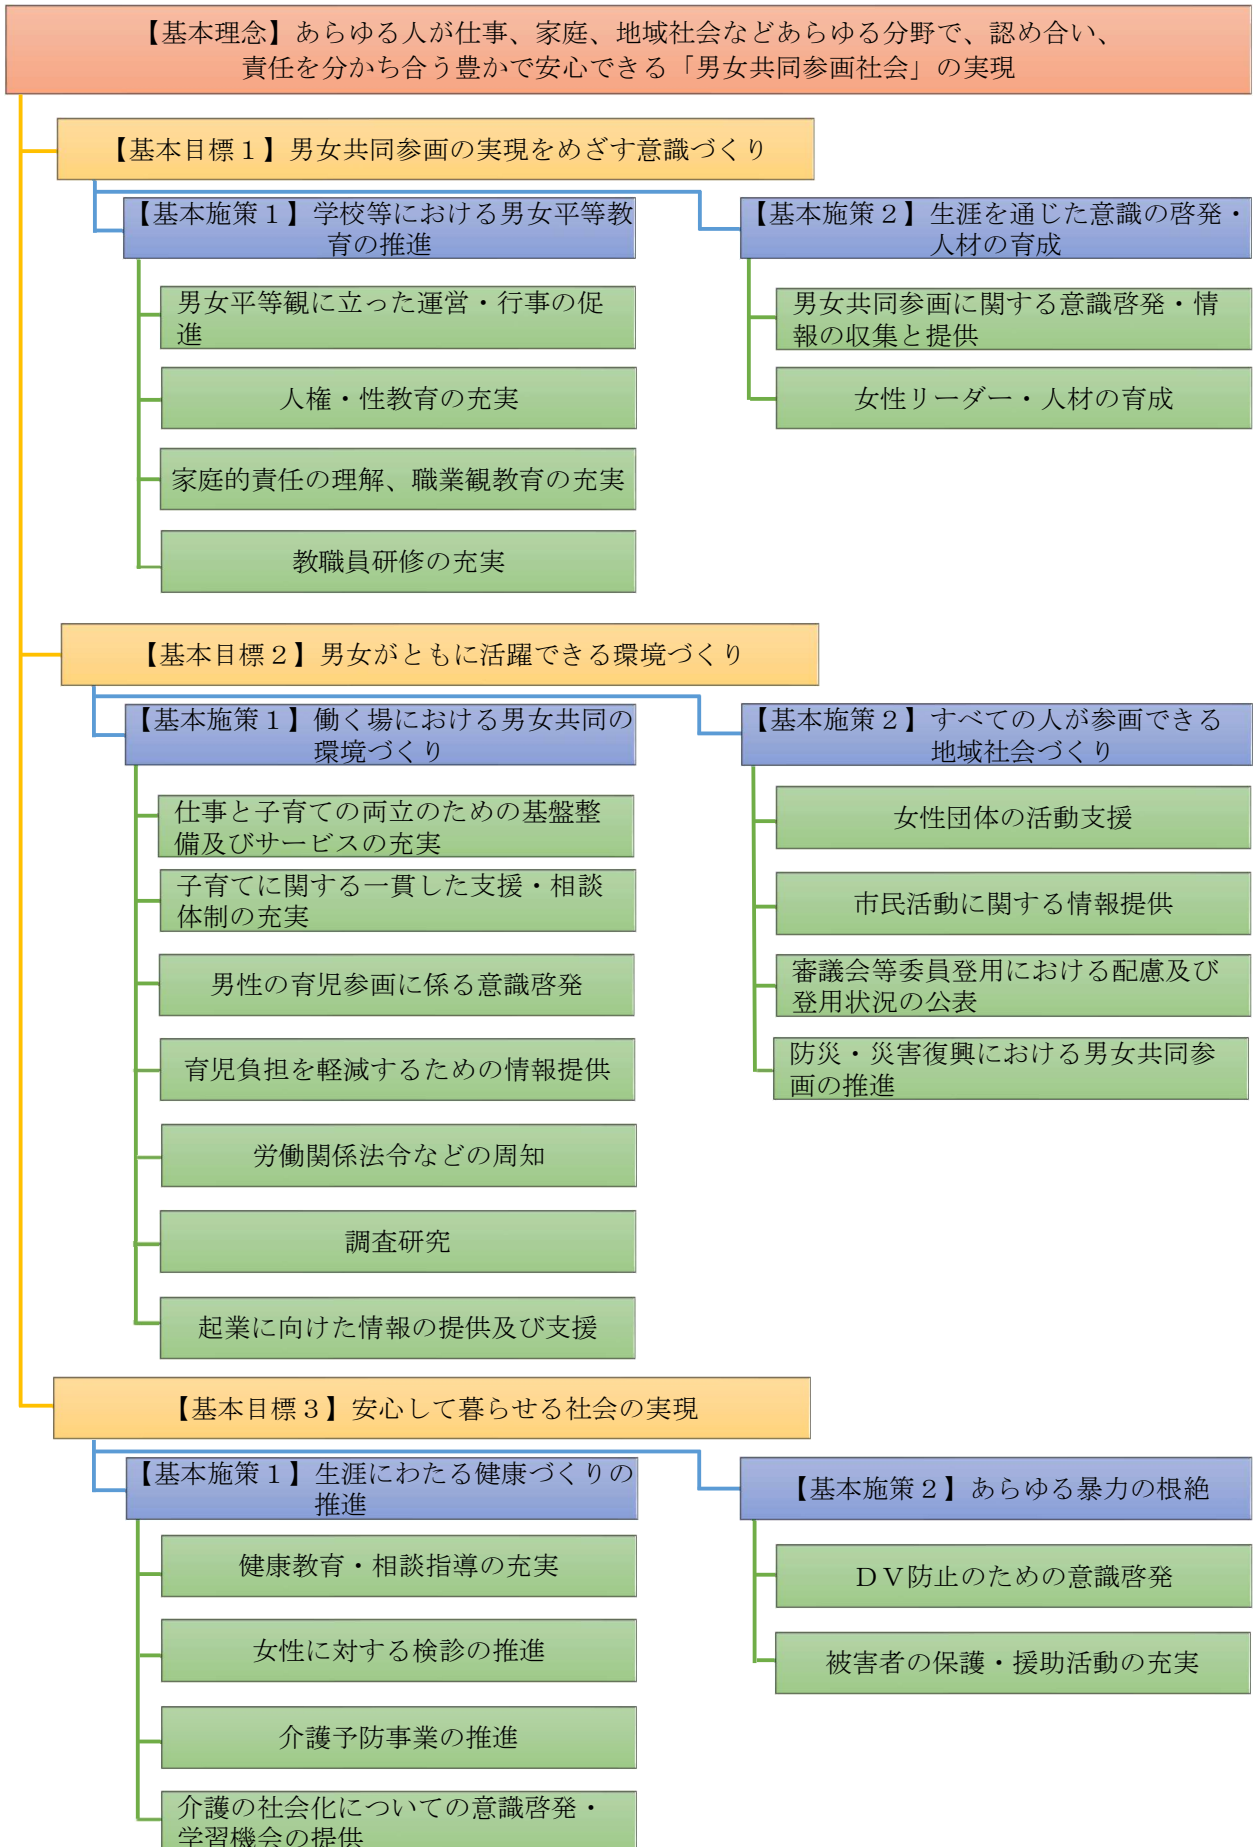 【基本理念】あらゆる人が仕事、家庭、地域社会などあらゆる分野で、認め合い、
責任を分かち合う豊かで安心できる「男女共同参画社会」の実現
【基本目標１】男女共同参画の実現をめざす意識づくり
【基本施策１】学校等における男女平等教
育の推進
男女平等観に立った運営・行事の促
進
人権・性教育の充実
家庭的責任の理解、職業観教育の充実
教職員研修の充実
【基本施策２】生涯を通じた意識の啓発・
人材の育成
男女共同参画に関する意識啓発・情
報の収集と提供
女性リーダー・人材の育成
【基本目標２】男女がともに活躍できる環境づくり
【基本施策１】働く場における男女共同の
環境づくり
仕事と子育ての両立のための基盤整
備及びサービスの充実
子育てに関する一貫した支援・相談
体制の充実
男性の育児参画に係る意識啓発
育児負担を軽減するための情報提供
労働関係法令などの周知
調査研究
起業に向けた情報の提供及び支援
【基本施策２】すべての人が参画できる
地域社会づくり
女性団体の活動支援
市民活動に関する情報提供
審議会等委員登用における配慮及び
登用状況の公表
防災・災害復興における男女共同参
画の推進
【基本目標３】安心して暮らせる社会の実現
【基本施策１】生涯にわたる健康づくりの
推進
健康教育・相談指導の充実
女性に対する検診の推進
介護予防事業の推進
介護の社会化についての意識啓発・
学習機会の提供
【基本施策２】あらゆる暴力の根絶
ＤＶ防止のための意識啓発
被害者の保護・援助活動の充実